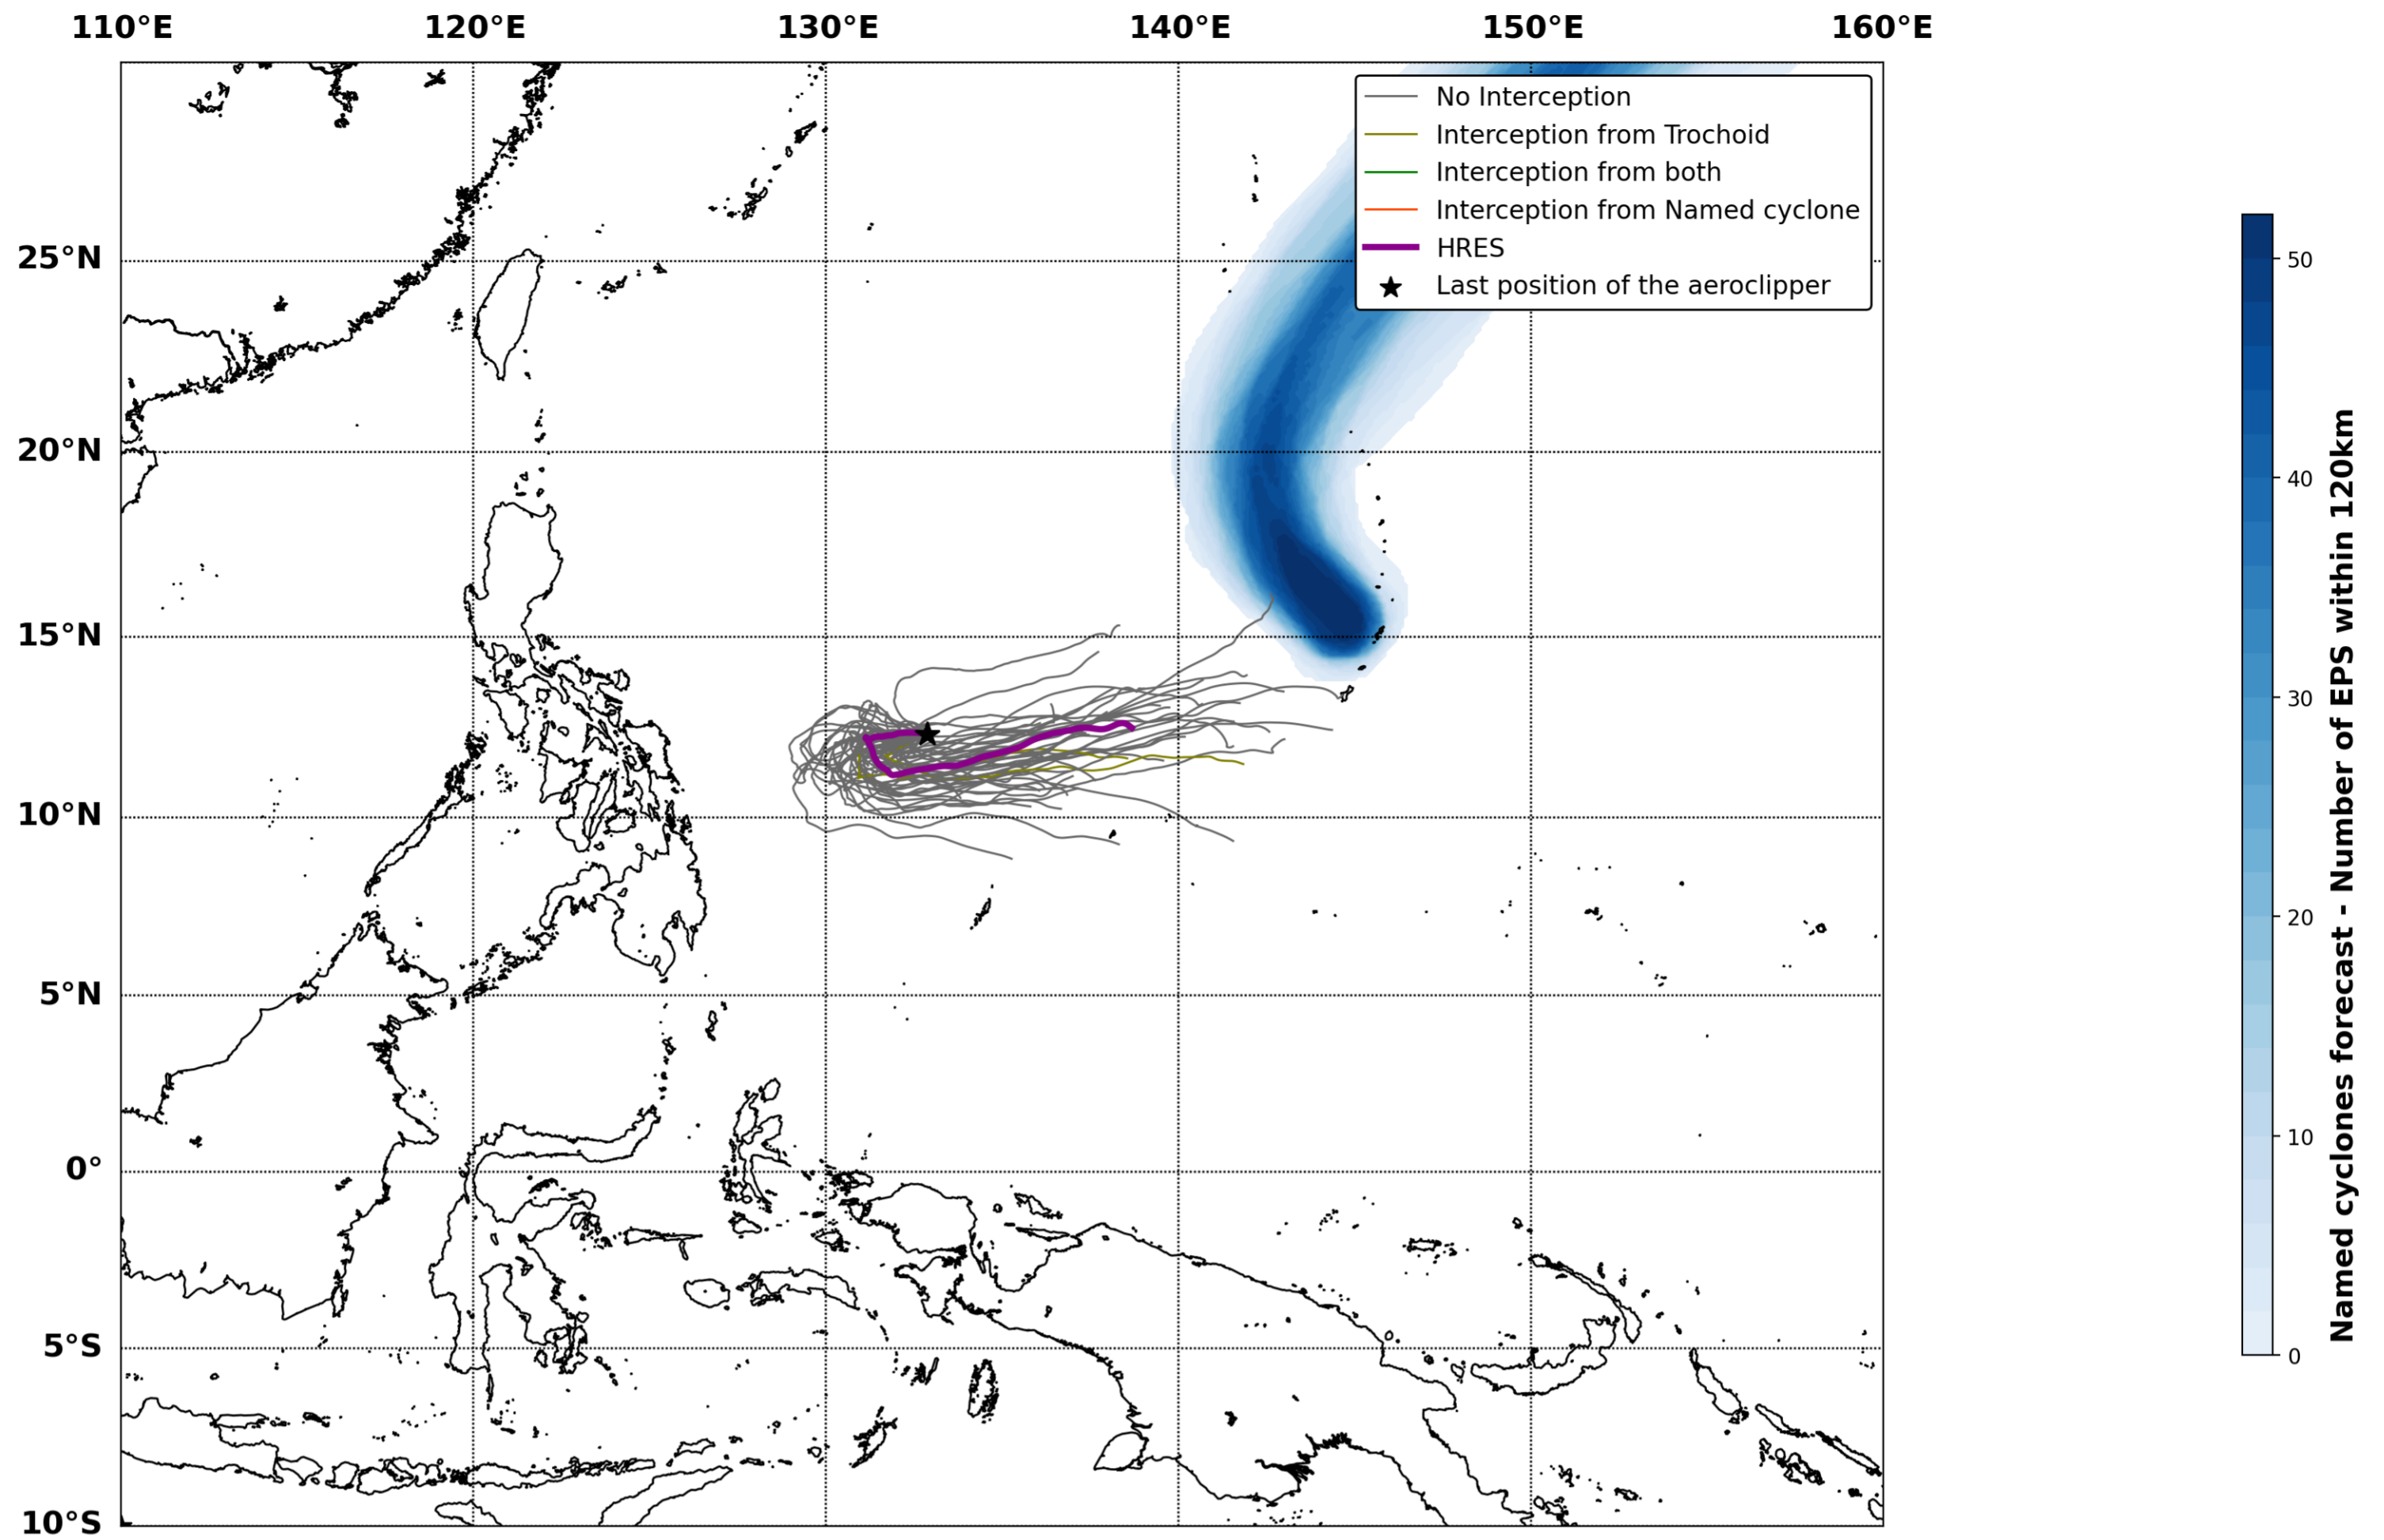 110°E 120°E 130°E 140°E 150°E 160°E
No Interception
Interception from Trochoid
Interception from both
Interception from Named cyclone
HRES
Last position of the aeroclipper
25°N
20°N
15°N
10°N
5°N
0°
5°S
10°S
50
40
30
20
10
0
Named cyclones forecast - Number of EPS within 120km